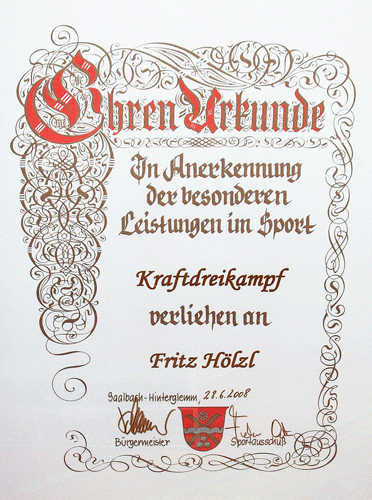 Ehren Urkunde
In Anerkennung
der besonderen
Leistungen im Sport
Kraftdreikampf
verliehen an
Fritz Hölzl
Saalbach-Hinterglemm, 28.6.2008
Bürgermeister Sportausschuß